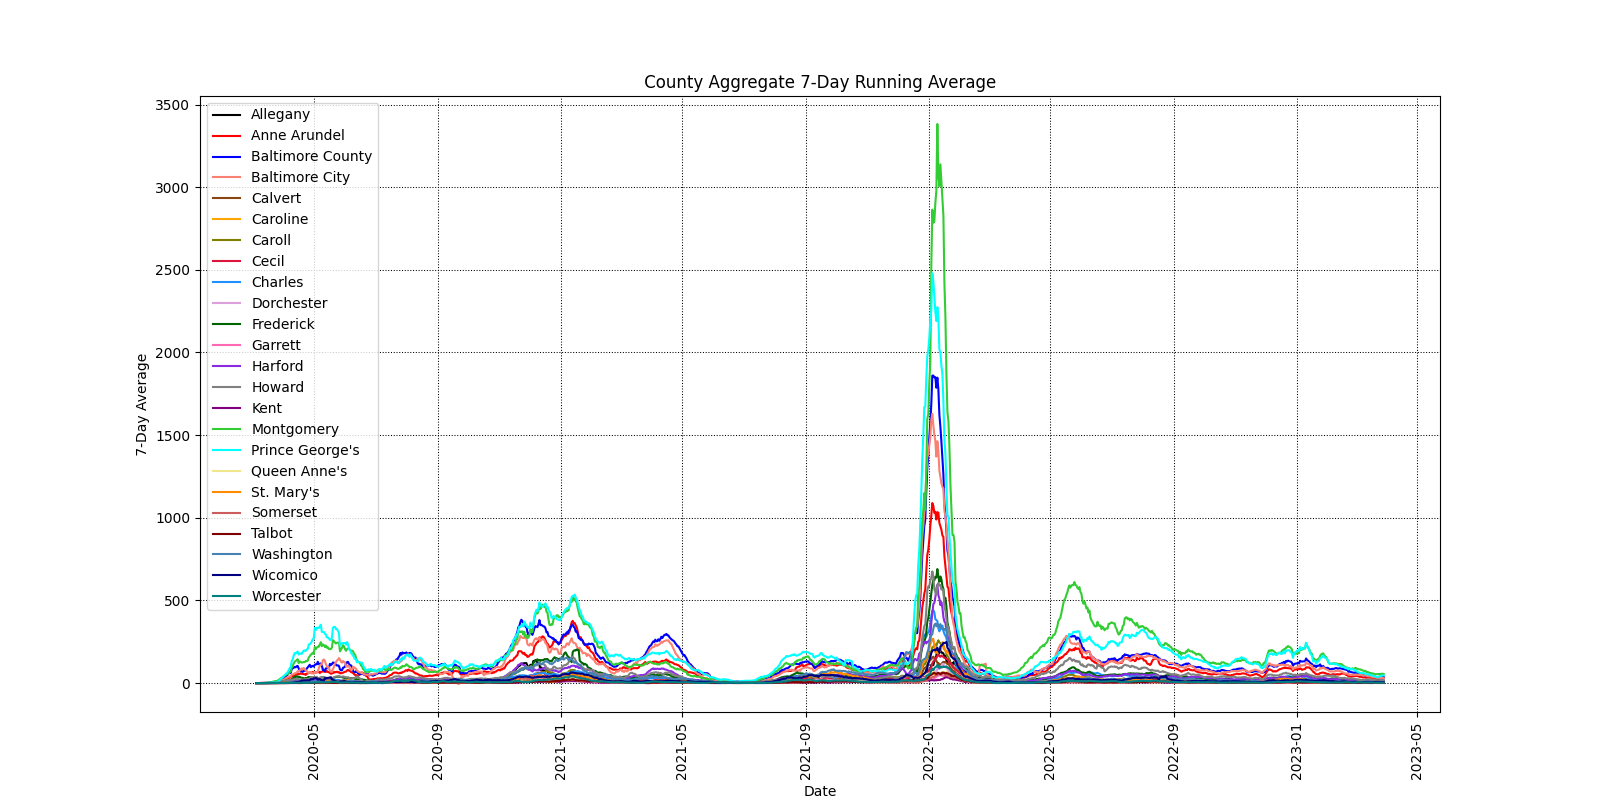 County Aggregate 7-Day Running Average
3500
3000
2500
2000
1500
1000
500
0
7-Day Average
Allegany
Anne Arundel
Baltimore County
Baltimore City
Calvert
Caroline
Caroll
Cecil
Charles
Dorchester
Frederick
Garrett
Harford
Howard
Kent
Montgomery
Prince George's
Queen Anne's
St. Mary's
Somerset
Talbot
Washington
Wicomico
Worcester
2020-05
2020-09
2021-01
2021-05
2021-09
2022-01
2022-05
2022-09
2023-01
2023-05
Date